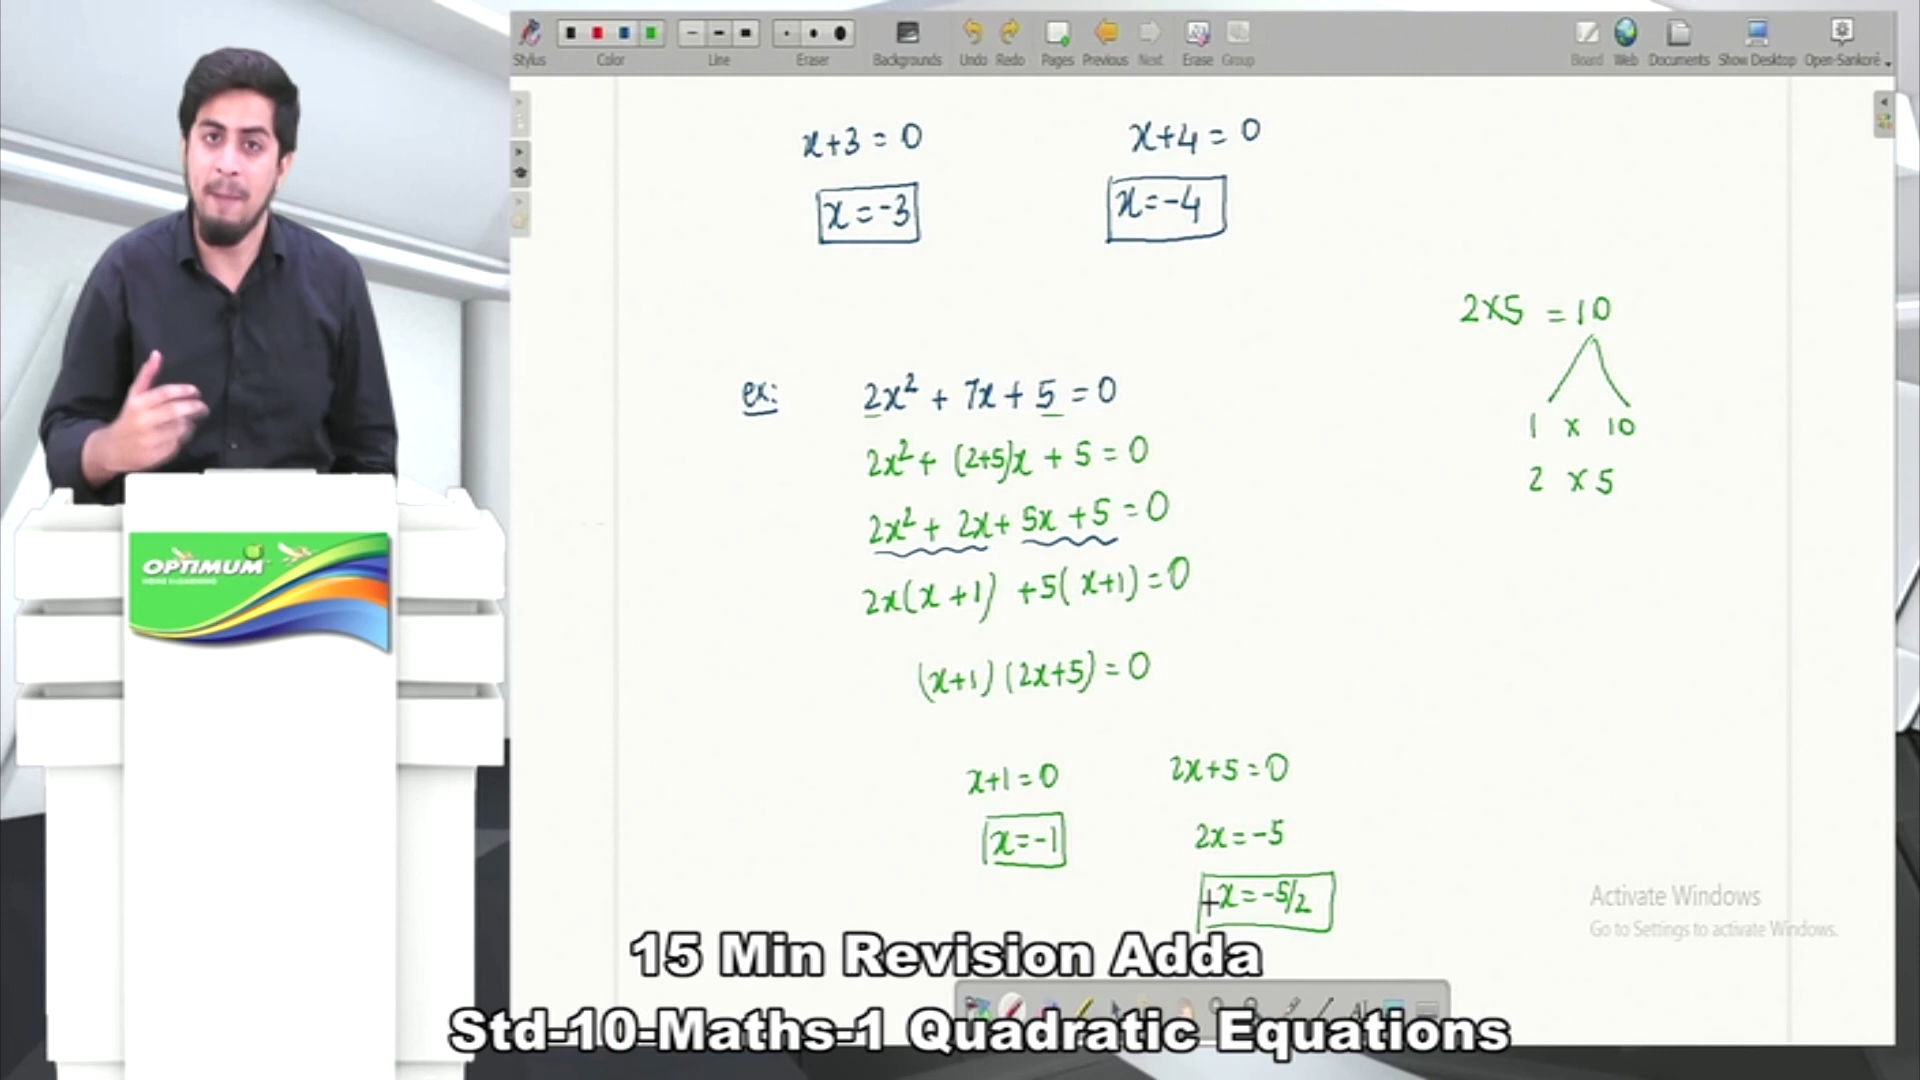 Stylus Color Line Eraser Backgrounds Undo Redo Pages Previous Next Erase Group Board Web Documents Show Desktop Open-Sankoré
x+3=0 x+4=0
x=-3 x=-4
2x5 =10
1 x 10
2 x 5
ex: 2x² + 7x + 5 = 0
2x² + (2+5)x + 5 = 0
2x² + 2x + 5x + 5 = 0
2x(x+1) +5(x+1)=0
(x+1)(2x+5)=0
x+1=0 2x+5=0
x=-1 2x=-5
x=-5/2
OPTIMUM
Activate Windows
Go to Settings to activate Windows.
15 Min Revision Adda
Std-10-Maths-1 Quadratic Equations